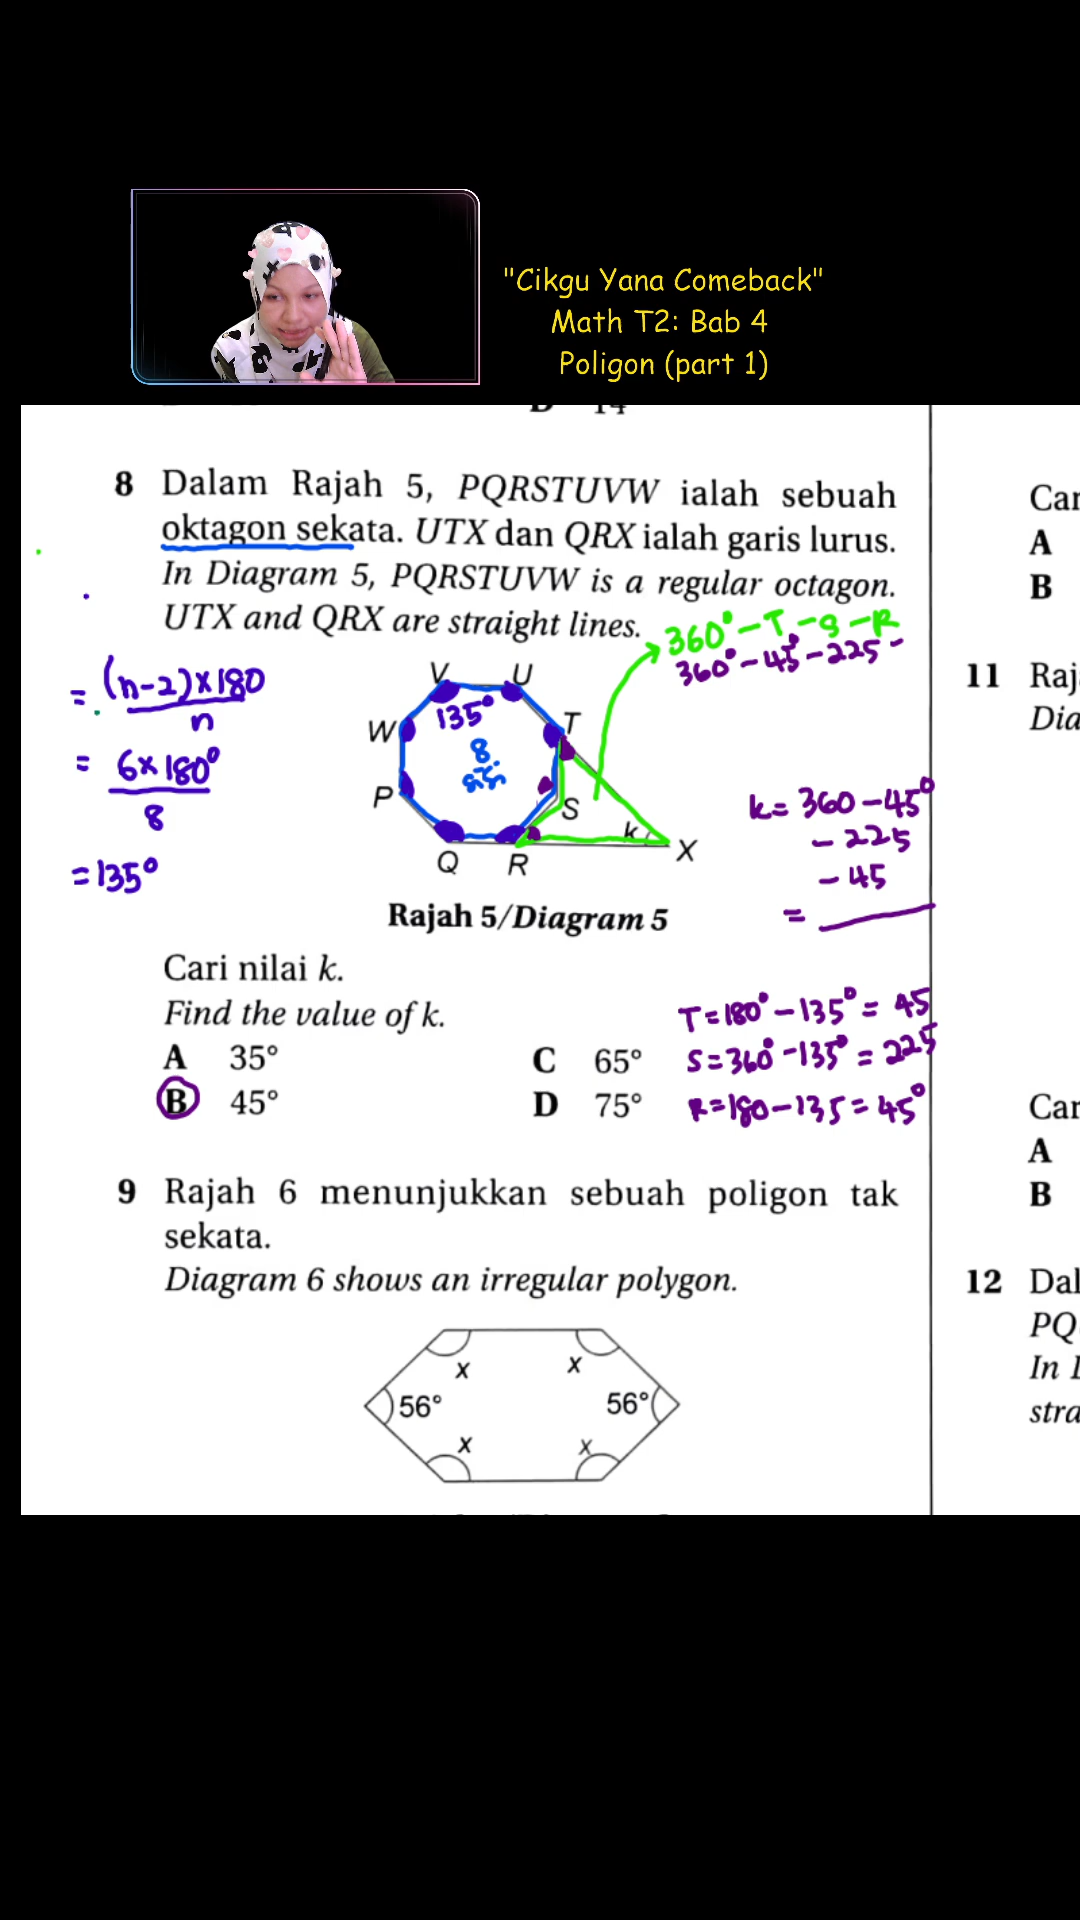 "Cikgu Yana Comeback"
Math T2: Bab 4
Poligon (part 1)
8 Dalam Rajah 5, PQRSTUVW ialah sebuah
oktagon sekata. UTX dan QRX ialah garis lurus.
In Diagram 5, PQRSTUVW is a regular octagon.
UTX and QRX are straight lines.
360° - T - S - R
360° - 45° - 225 -
= (n-2) x 180
n
= 6 x 180°
8
= 135°
V U
W 135° T
8
sisi
P S
k X
Q R
k = 360 - 45°
- 225
- 45
=
Rajah 5/Diagram 5
Cari nilai k.
Find the value of k.
A 35° C 65°
B 45° D 75°
T = 180° - 135° = 45
S = 360° - 135° = 225
R = 180 - 135 = 45°
9 Rajah 6 menunjukkan sebuah poligon tak
sekata.
Diagram 6 shows an irregular polygon.
x x
56° 56°
x x
Car
A
B
11 Raj
Dia
Car
A
B
12 Dal
PQ
In
stra